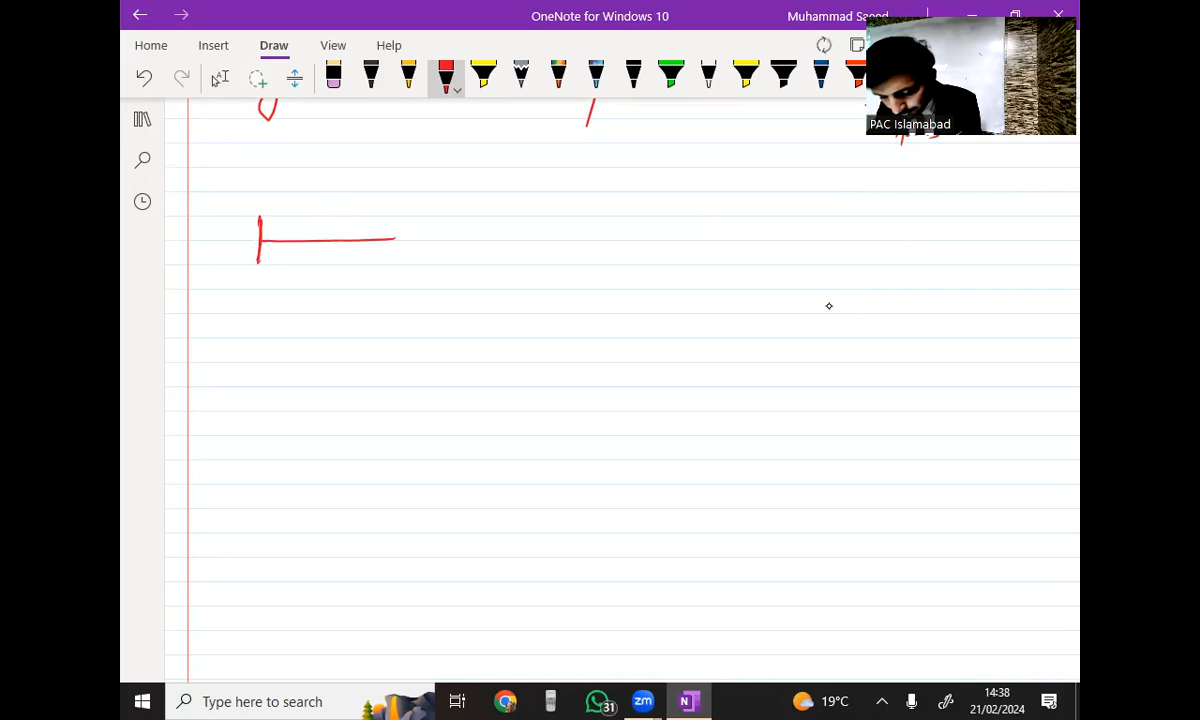 OneNote for Windows 10
Muhammad Saeed
Home Insert Draw View Help
PAC Islamabad
Type here to search
31
zm
N
19°C
14:38
21/02/2024